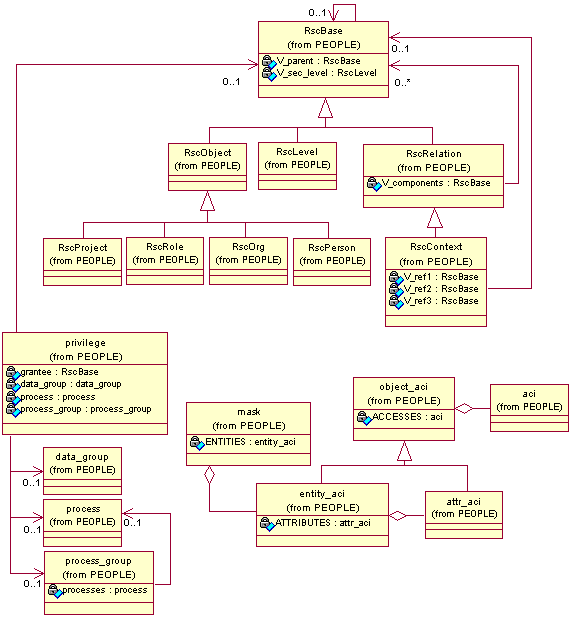 0..1
RscBase
(from PEOPLE)
V_parent : RscBase
V_sec_level : RscLevel
0..1
0..1
0..*
RscObject
(from PEOPLE)
RscLevel
(from PEOPLE)
RscRelation
(from PEOPLE)
V_components : RscBase
RscProject
(from PEOPLE)
RscRole
(from PEOPLE)
RscOrg
(from PEOPLE)
RscPerson
(from PEOPLE)
RscContext
(from PEOPLE)
V_ref1 : RscBase
V_ref2 : RscBase
V_ref3 : RscBase
privilege
(from PEOPLE)
grantee : RscBase
data_group : data_group
process : process
process_group : process_group
object_aci
(from PEOPLE)
ACCESSES : aci
aci
(from PEOPLE)
mask
(from PEOPLE)
ENTITIES : entity_aci
data_group
(from PEOPLE)
0..1
entity_aci
(from PEOPLE)
ATTRIBUTES : attr_aci
attr_aci
(from PEOPLE)
process
(from PEOPLE)
0..1
0..1
process_group
(from PEOPLE)
processes : process
0..1